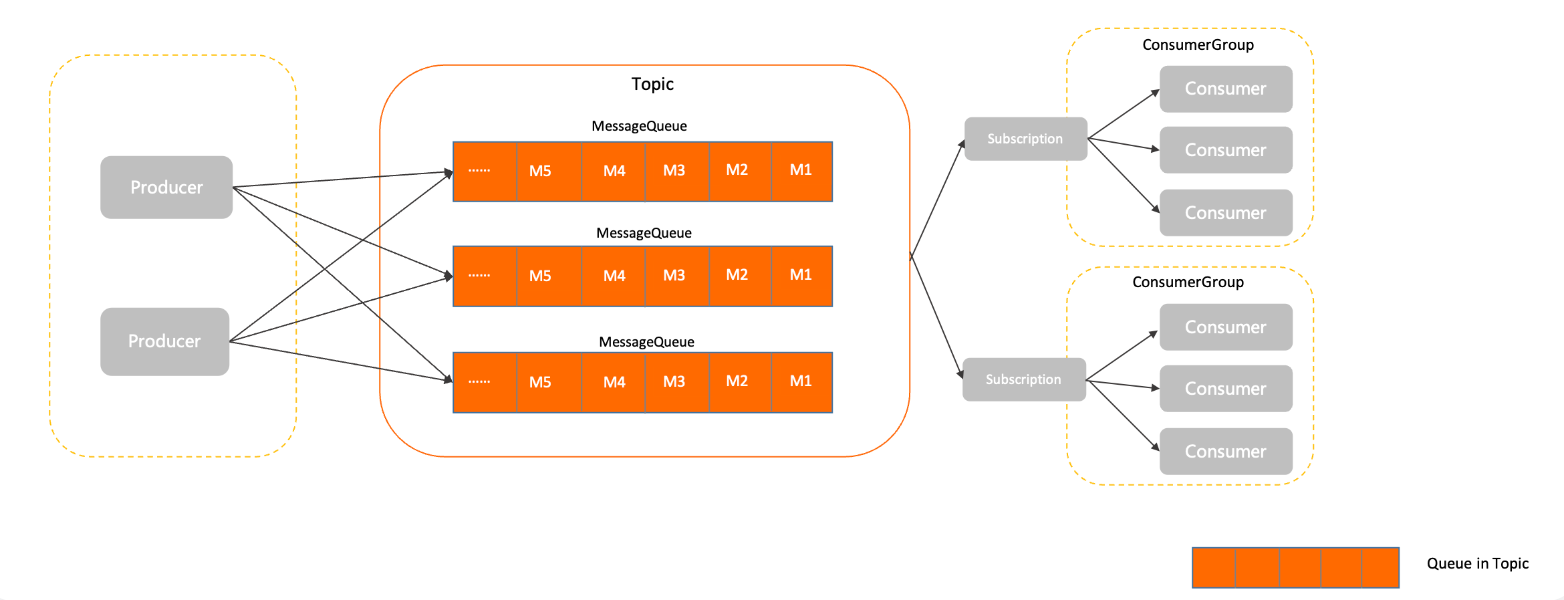 Producer
Producer
Topic
MessageQueue
...... M5 M4 M3 M2 M1
MessageQueue
...... M5 M4 M3 M2 M1
MessageQueue
...... M5 M4 M3 M2 M1
Subscription
Subscription
ConsumerGroup
Consumer
Consumer
Consumer
ConsumerGroup
Consumer
Consumer
Consumer
Queue in Topic